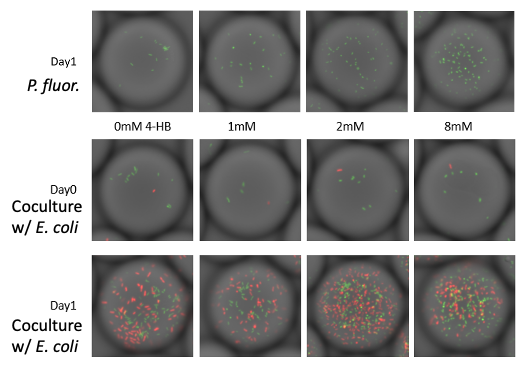 Day1
P. fluor.
0mM 4-HB 1mM 2mM 8mM
Day0
Coculture
w/ E. coli
Day1
Coculture
w/ E. coli